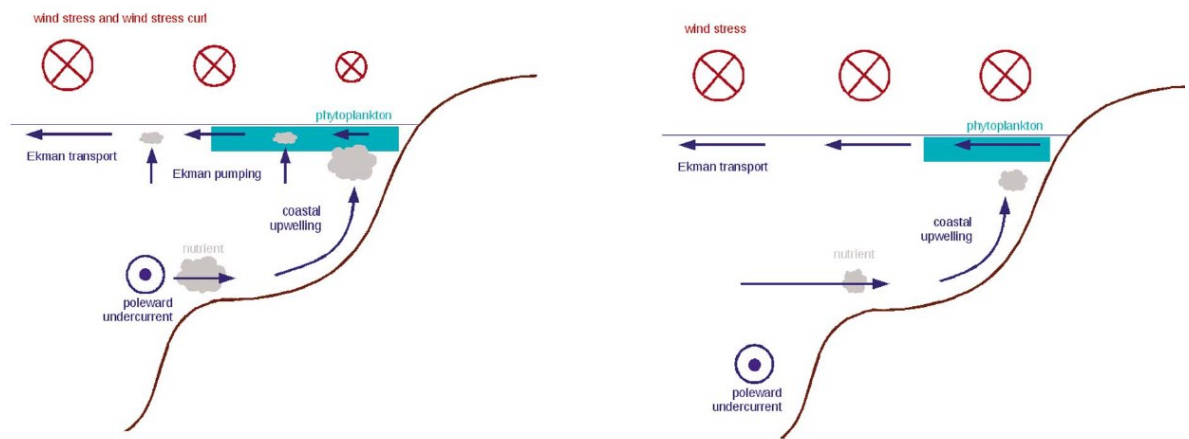 wind stress and wind stress curl
phytoplankton
Ekman transport
Ekman pumping
coastal
upwelling
nutrient
poleward
undercurrent
wind stress
phytoplankton
Ekman transport
coastal
upwelling
nutrient
poleward
undercurrent